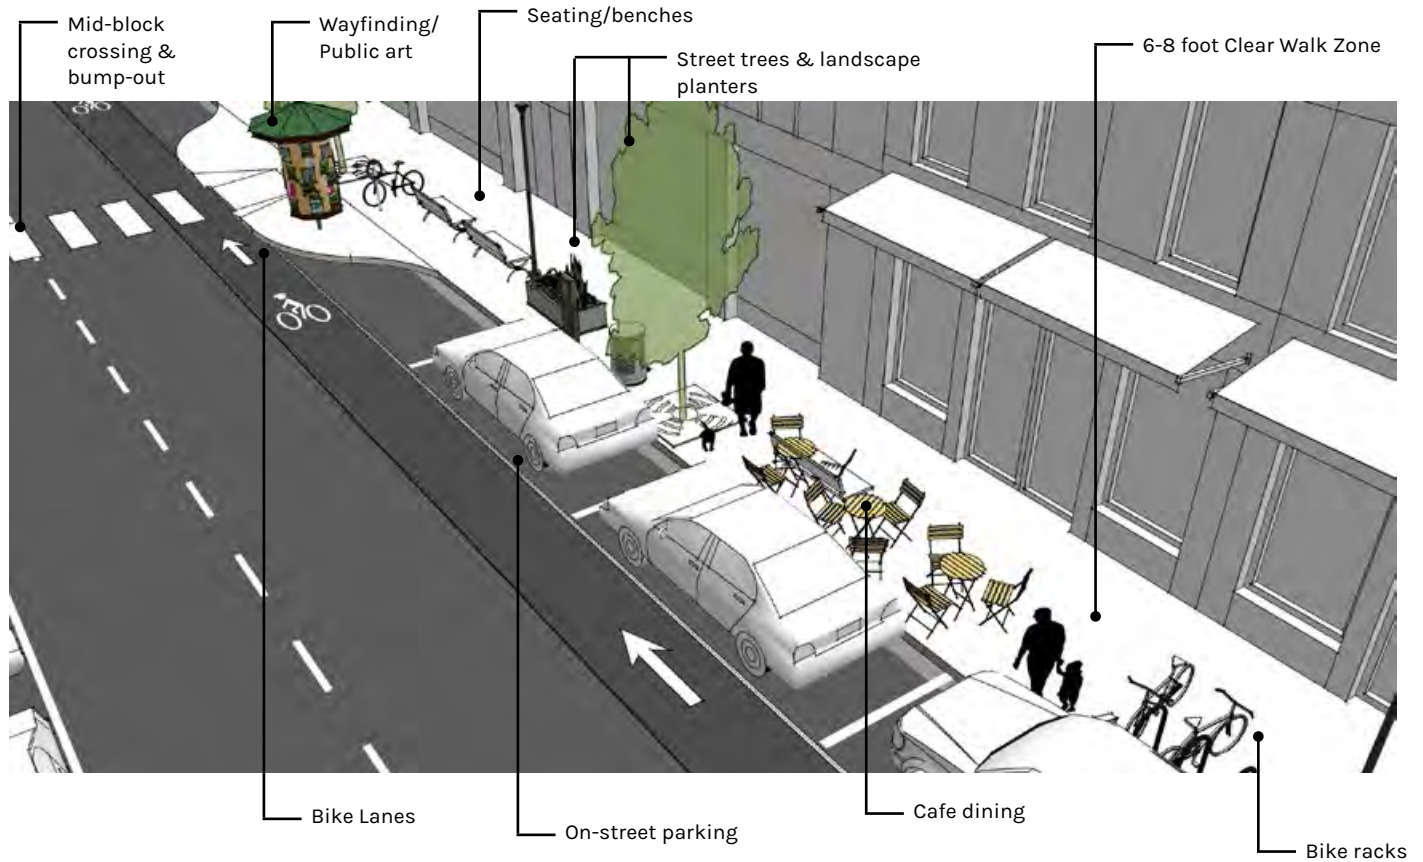 Mid-block
crossing &
bump-out
Wayfinding/
Public art
Seating/benches
Street trees & landscape
planters
6-8 foot Clear Walk Zone
Bike Lanes
On-street parking
Cafe dining
Bike racks